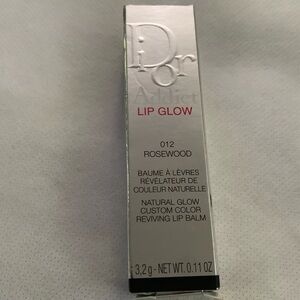 Dior
Addict
LIP GLOW
012
ROSEWOOD
BAUME À LÈVRES
RÉVÉLATEUR DE
COULEUR NATURELLE
NATURAL GLOW
CUSTOM COLOR
REVIVING LIP BALM
3,2 g - NET WT. 0.11 OZ